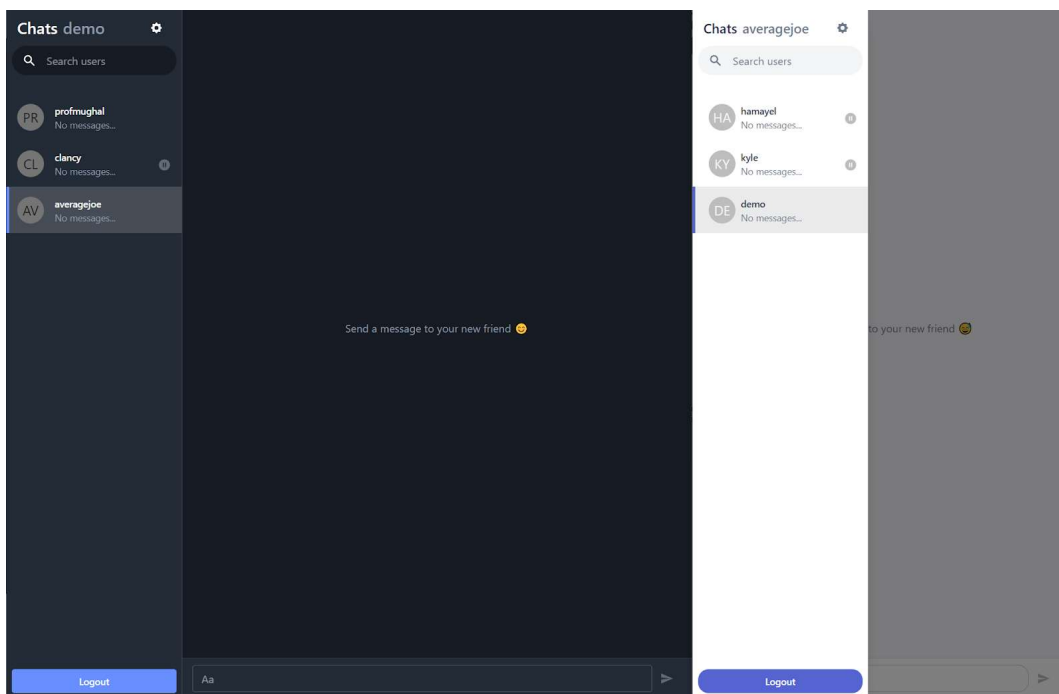 Chats demo
Search users
PR
profmughal
No messages...
CL
clancy
No messages...
AV
averagejoe
No messages...
Logout
Send a message to your new friend 😊
Aa
Chats averagejoe
Search users
HA
hamayel
No messages...
KY
kyle
No messages...
DE
demo
No messages...
Logout
to your new friend 😅